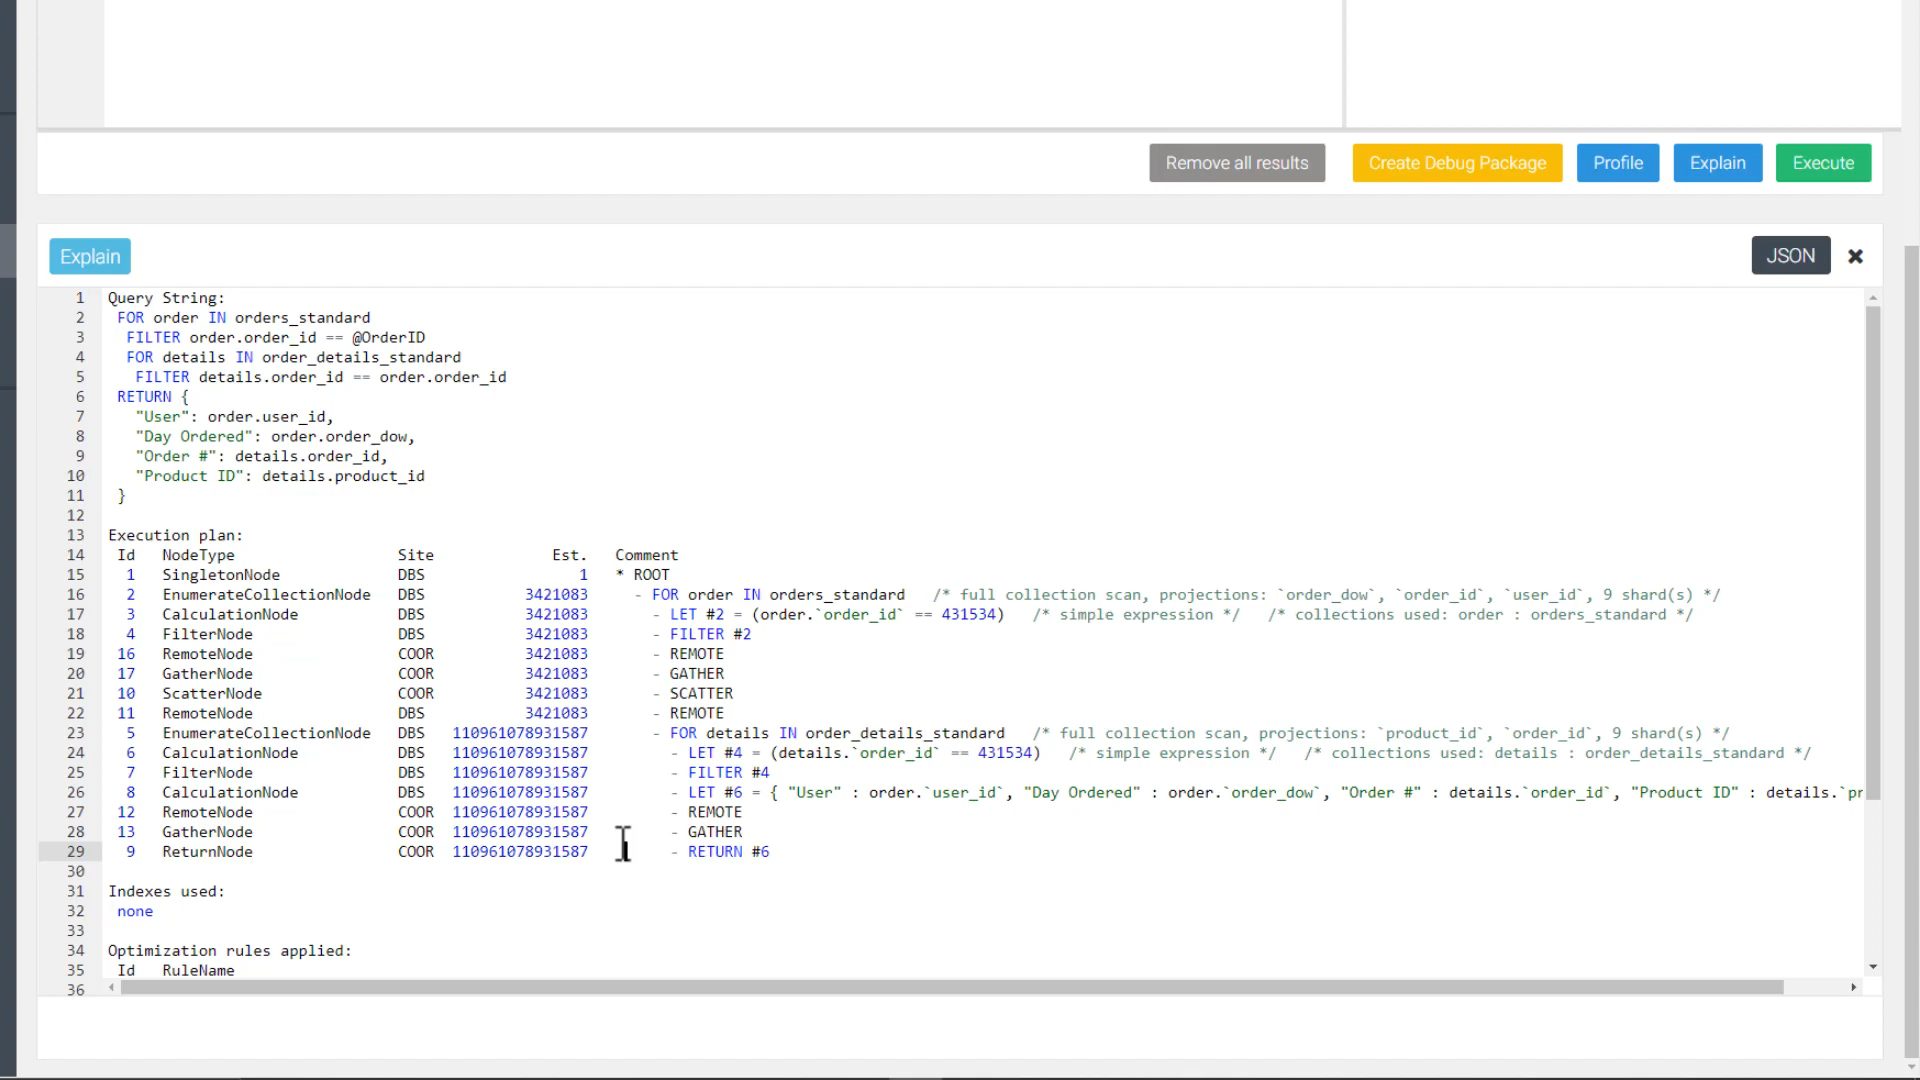 Remove all results Create Debug Package Profile Explain Execute
Explain JSON ✖
1 Query String:
2 FOR order IN orders_standard
3 FILTER order.order_id == @OrderID
4 FOR details IN order_details_standard
5 FILTER details.order_id == order.order_id
6 RETURN {
7 "User": order.user_id,
8 "Day Ordered": order.order_dow,
9 "Order #": details.order_id,
10 "Product ID": details.product_id
11 }
12
13 Execution plan:
14 Id NodeType Site Est. Comment
15 1 SingletonNode DBS 1 * ROOT
16 2 EnumerateCollectionNode DBS 3421083 - FOR order IN orders_standard /* full collection scan, projections: `order_dow`, `order_id`, `user_id`, 9 shard(s) */
17 3 CalculationNode DBS 3421083 - LET #2 = (order.`order_id` == 431534) /* simple expression */ /* collections used: order : orders_standard */
18 4 FilterNode DBS 3421083 - FILTER #2
19 16 RemoteNode COOR 3421083 - REMOTE
20 17 GatherNode COOR 3421083 - GATHER
21 10 ScatterNode COOR 3421083 - SCATTER
22 11 RemoteNode DBS 3421083 - REMOTE
23 5 EnumerateCollectionNode DBS 110961078931587 - FOR details IN order_details_standard /* full collection scan, projections: `product_id`, `order_id`, 9 shard(s) */
24 6 CalculationNode DBS 110961078931587 - LET #4 = (details.`order_id` == 431534) /* simple expression */ /* collections used: details : order_details_standard */
25 7 FilterNode DBS 110961078931587 - FILTER #4
26 8 CalculationNode DBS 110961078931587 - LET #6 = { "User" : order.`user_id`, "Day Ordered" : order.`order_dow`, "Order #" : details.`order_id`, "Product ID" : details.`pr
27 12 RemoteNode COOR 110961078931587 - REMOTE
28 13 GatherNode COOR 110961078931587 - GATHER
29 9 ReturnNode COOR 110961078931587 - RETURN #6
30
31 Indexes used:
32 none
33
34 Optimization rules applied:
35 Id RuleName
36